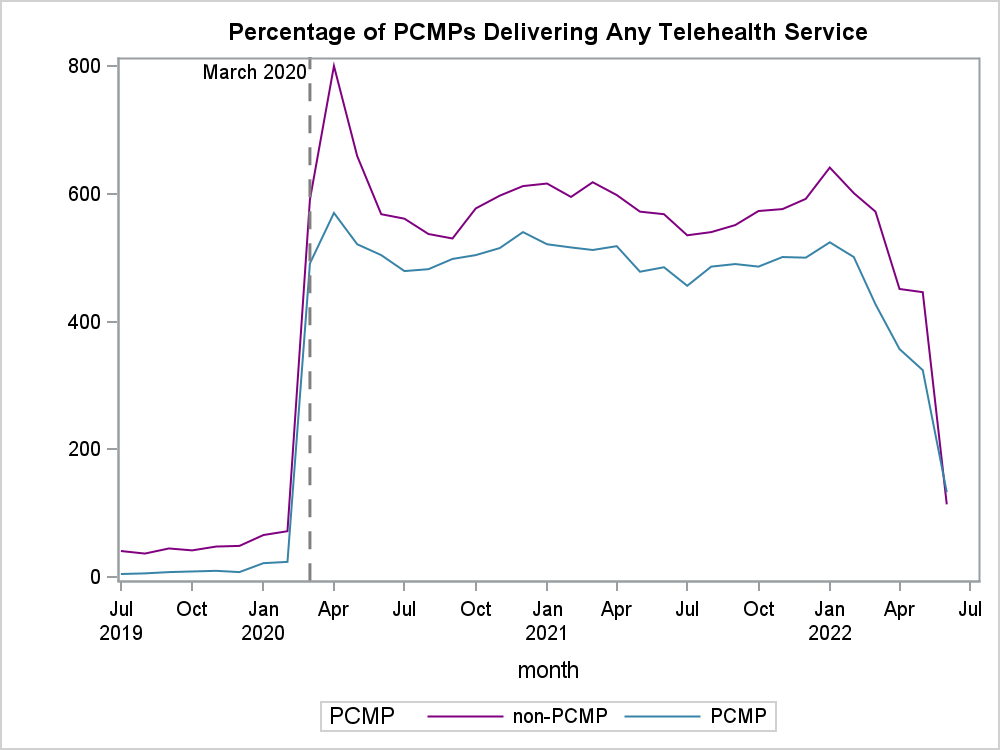 Percentage of PCMPs Delivering Any Telehealth Service
800
March 2020
600
400
200
0
Jul Oct Jan Apr Jul Oct Jan Apr Jul Oct Jan Apr Jul
2019 2020 2021 2022
month
PCMP non-PCMP PCMP